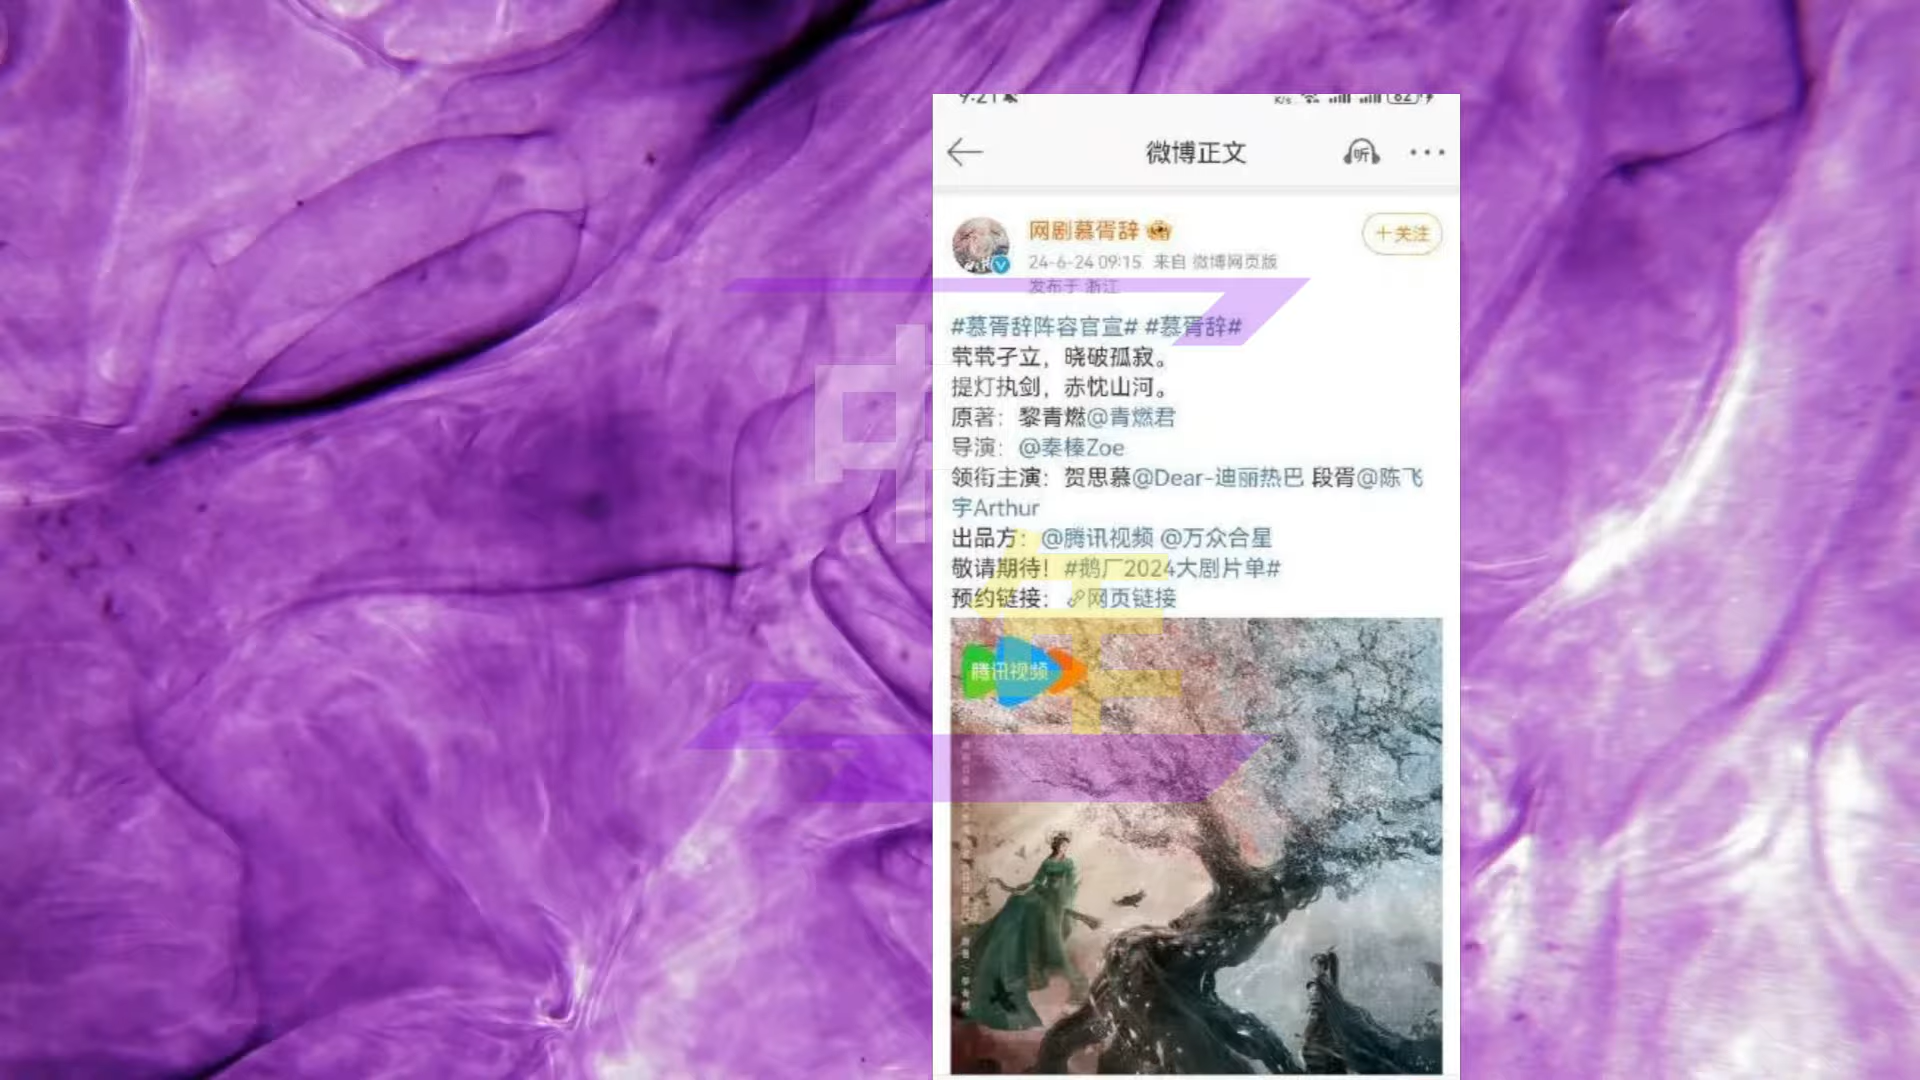 9:21
微博正文
听
网剧慕胥辞
+关注
24-6-24 09:15 来自 微博网页版
发布于 浙江
#慕胥辞阵容官宣# #慕胥辞#
茕茕孑立，晓破孤寂。
提灯执剑，赤忱山河。
原著：黎青燃@青燃君
导演：@秦榛Zoe
领衔主演：贺思慕@Dear-迪丽热巴 段胥@陈飞
宇Arthur
出品方：@腾讯视频 @万众合星
敬请期待！#鹅厂2024大剧片单#
预约链接：网页链接
腾讯视频